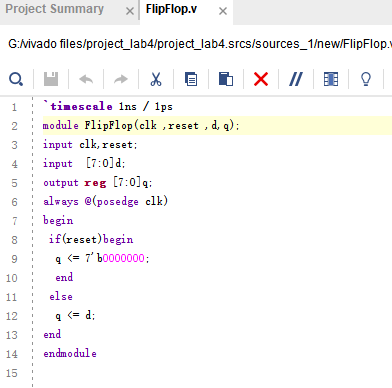 Project Summary × FlipFlop.v ×
G:/vivado files/project_lab4/project_lab4.srcs/sources_1/new/FlipFlop.v
1 `timescale 1ns / 1ps
2 module FlipFlop(clk ,reset ,d,q);
3 input clk,reset;
4 input  [7:0]d;
5 output reg [7:0]q;
6 always @(posedge clk)
7 begin
8  if(reset)begin
9   q <= 7'b0000000;
10   end
11  else
12   q <= d;
13 end
14 endmodule
15